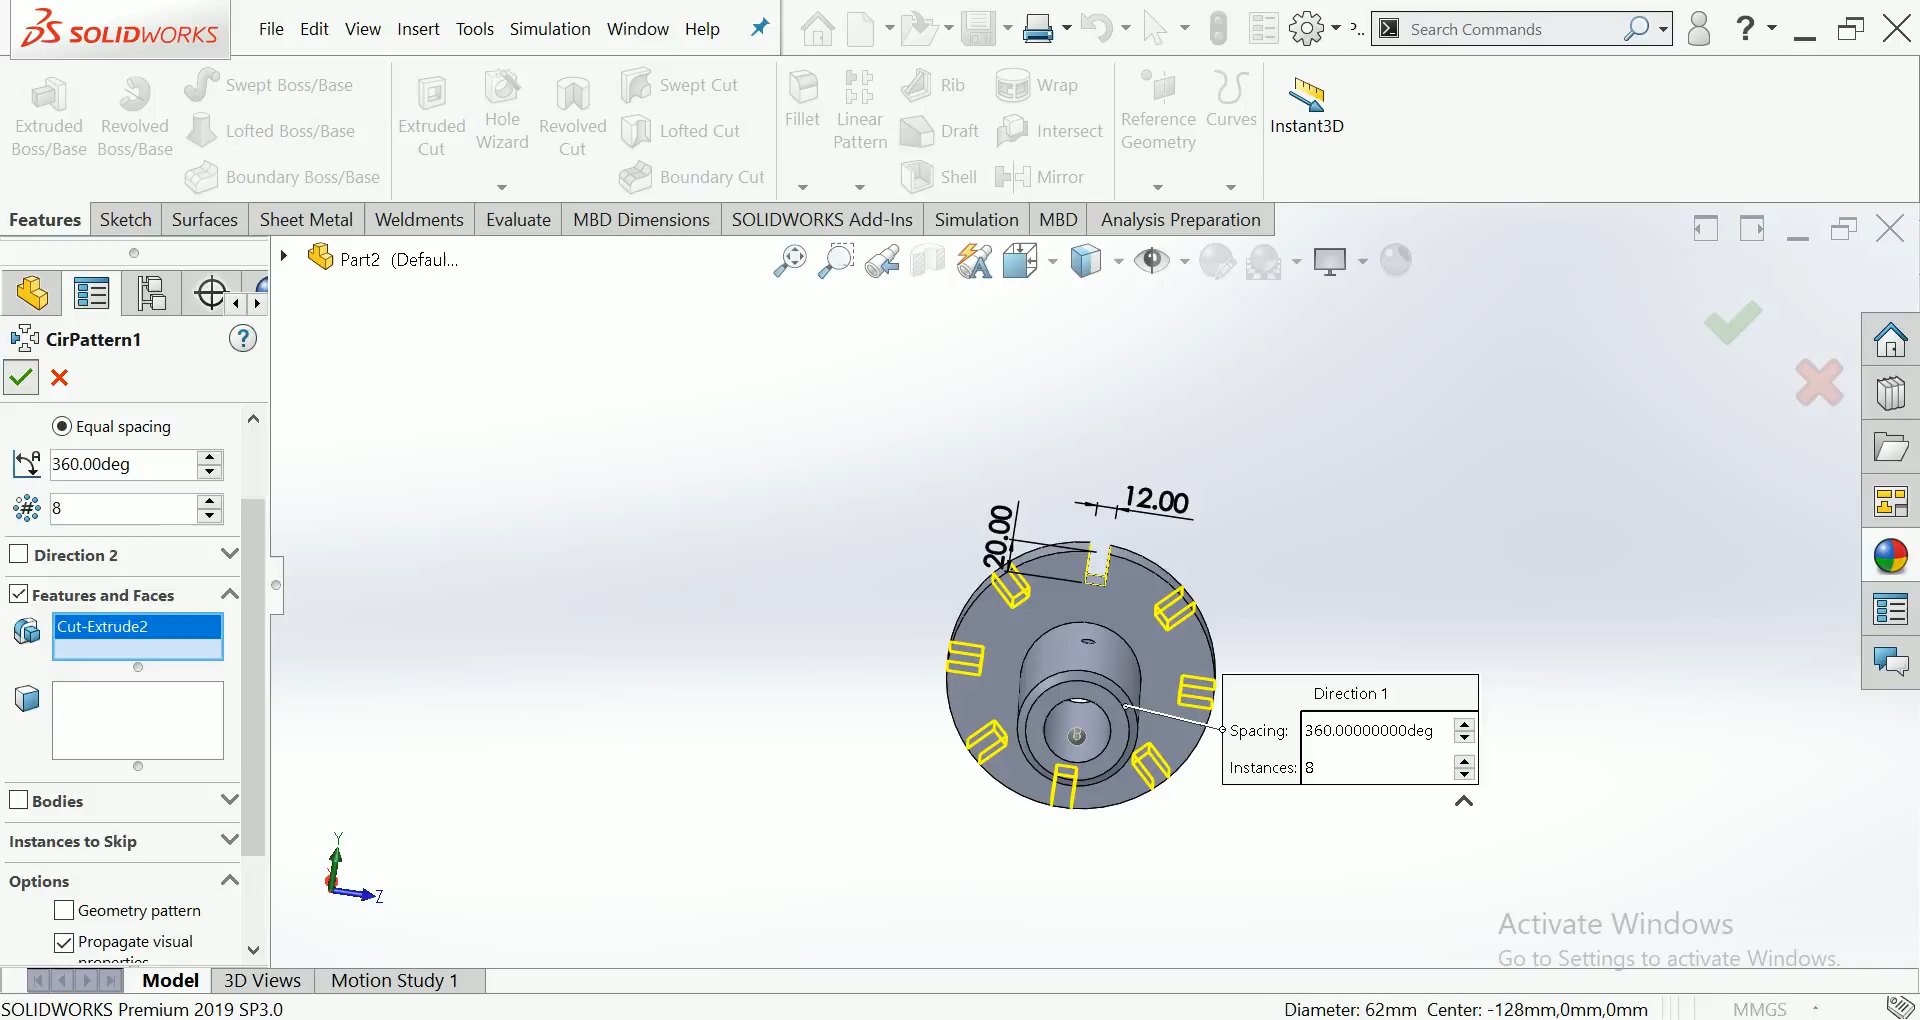 SOLIDWORKS
File Edit View Insert Tools Simulation Window Help
P..
Search Commands
?
Extruded Boss/Base
Revolved Boss/Base
Swept Boss/Base
Lofted Boss/Base
Boundary Boss/Base
Extruded Cut
Hole Wizard
Revolved Cut
Swept Cut
Lofted Cut
Boundary Cut
Fillet
Linear Pattern
Rib
Draft
Shell
Wrap
Intersect
Mirror
Reference Geometry
Curves
Instant3D
Features Sketch Surfaces Sheet Metal Weldments Evaluate MBD Dimensions SOLIDWORKS Add-Ins Simulation MBD Analysis Preparation
Part2 (Defaul...
CirPattern1
?
Equal spacing
360.00deg
8
Direction 2
Features and Faces
Cut-Extrude2
Bodies
Instances to Skip
Options
Geometry pattern
Propagate visual
properties
12.00
20.00
Direction 1
Spacing: 360.00000000deg
Instances: 8
Y
Z
Activate Windows
Go to Settings to activate Windows.
Model 3D Views Motion Study 1
SOLIDWORKS Premium 2019 SP3.0
Diameter: 62mm Center: -128mm,0mm,0mm
MMGS